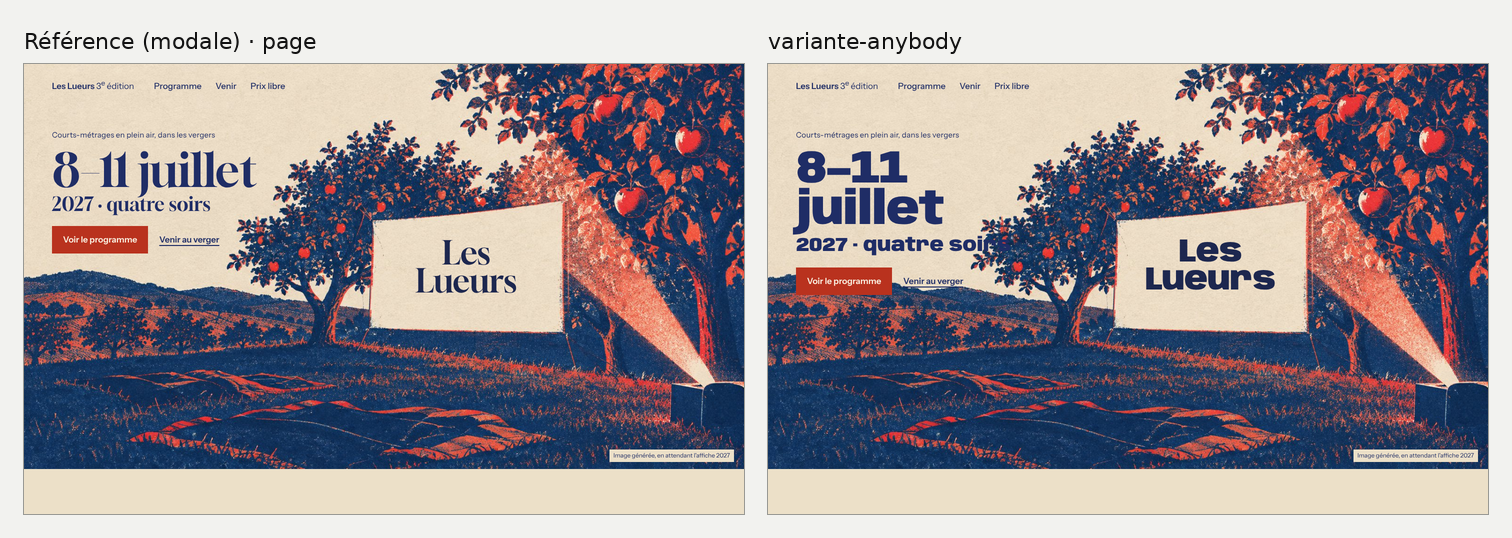 Référence (modale) · page
Les Lueurs 3e édition Programme Venir Prix libre
Courts-métrages en plein air, dans les vergers
8–11 juillet
2027 · quatre soirs
Voir le programme Venir au verger
Les
Lueurs
Image générée, en attendant l'affiche 2027
variante-anybody
Les Lueurs 3e édition Programme Venir Prix libre
Courts-métrages en plein air, dans les vergers
8–11
juillet
2027 · quatre soirs
Voir le programme Venir au verger
Les
Lueurs
Image générée, en attendant l'affiche 2027